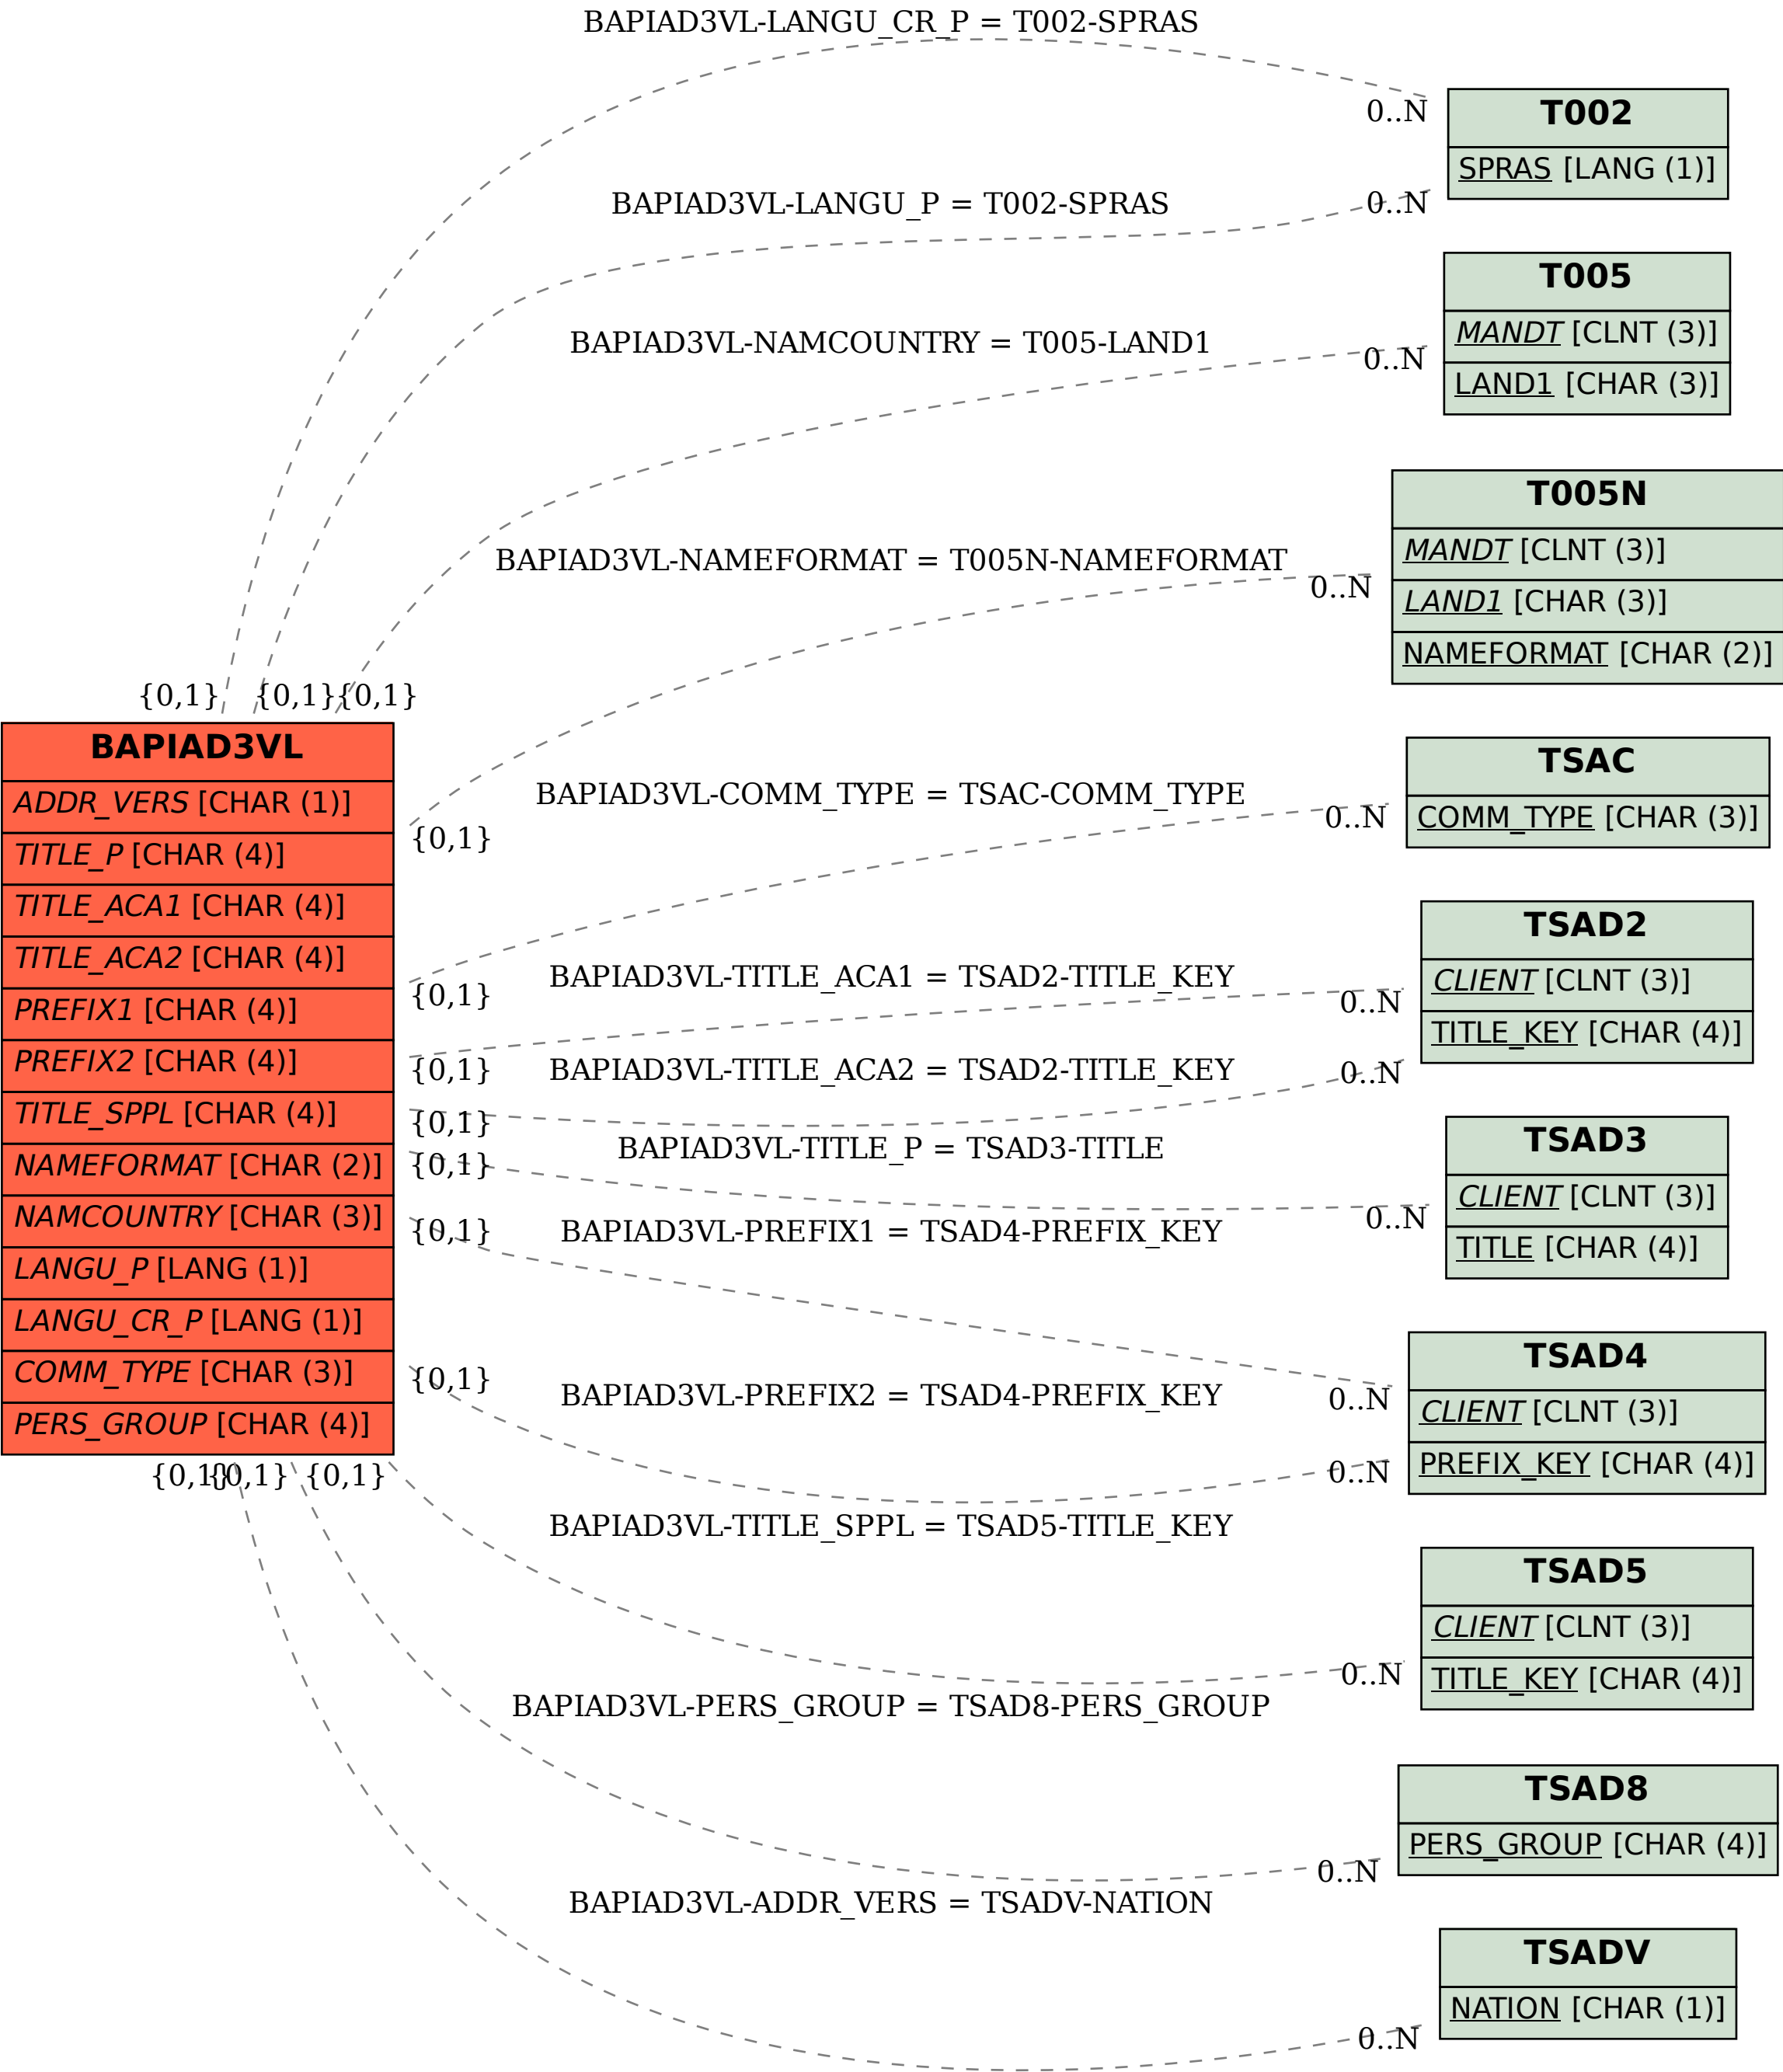 BAPIAD3VL-LANGU_CR_P = T002-SPRAS
0..N
T002
SPRAS [LANG (1)]
BAPIAD3VL-LANGU_P = T002-SPRAS
0..N
T005
MANDT [CLNT (3)]
LAND1 [CHAR (3)]
BAPIAD3VL-NAMCOUNTRY = T005-LAND1
0..N
T005N
MANDT [CLNT (3)]
LAND1 [CHAR (3)]
NAMEFORMAT [CHAR (2)]
BAPIAD3VL-NAMEFORMAT = T005N-NAMEFORMAT
0..N
{0,1}
{0,1}
{0,1}
BAPIAD3VL
ADDR_VERS [CHAR (1)]
TITLE_P [CHAR (4)]
TITLE_ACA1 [CHAR (4)]
TITLE_ACA2 [CHAR (4)]
PREFIX1 [CHAR (4)]
PREFIX2 [CHAR (4)]
TITLE_SPPL [CHAR (4)]
NAMEFORMAT [CHAR (2)]
NAMCOUNTRY [CHAR (3)]
LANGU_P [LANG (1)]
LANGU_CR_P [LANG (1)]
COMM_TYPE [CHAR (3)]
PERS_GROUP [CHAR (4)]
{0,1}
BAPIAD3VL-COMM_TYPE = TSAC-COMM_TYPE
0..N
TSAC
COMM_TYPE [CHAR (3)]
{0,1}
BAPIAD3VL-TITLE_ACA1 = TSAD2-TITLE_KEY
0..N
TSAD2
CLIENT [CLNT (3)]
TITLE_KEY [CHAR (4)]
{0,1}
BAPIAD3VL-TITLE_ACA2 = TSAD2-TITLE_KEY
0..N
{0,1}
BAPIAD3VL-TITLE_P = TSAD3-TITLE
{0,1}
0..N
TSAD3
CLIENT [CLNT (3)]
TITLE [CHAR (4)]
{0,1}
BAPIAD3VL-PREFIX1 = TSAD4-PREFIX_KEY
0..N
TSAD4
CLIENT [CLNT (3)]
PREFIX_KEY [CHAR (4)]
{0,1}
BAPIAD3VL-PREFIX2 = TSAD4-PREFIX_KEY
0..N
{0,1}
{0,1}
{0,1}
BAPIAD3VL-TITLE_SPPL = TSAD5-TITLE_KEY
0..N
TSAD5
CLIENT [CLNT (3)]
TITLE_KEY [CHAR (4)]
BAPIAD3VL-PERS_GROUP = TSAD8-PERS_GROUP
0..N
TSAD8
PERS_GROUP [CHAR (4)]
BAPIAD3VL-ADDR_VERS = TSADV-NATION
0..N
TSADV
NATION [CHAR (1)]